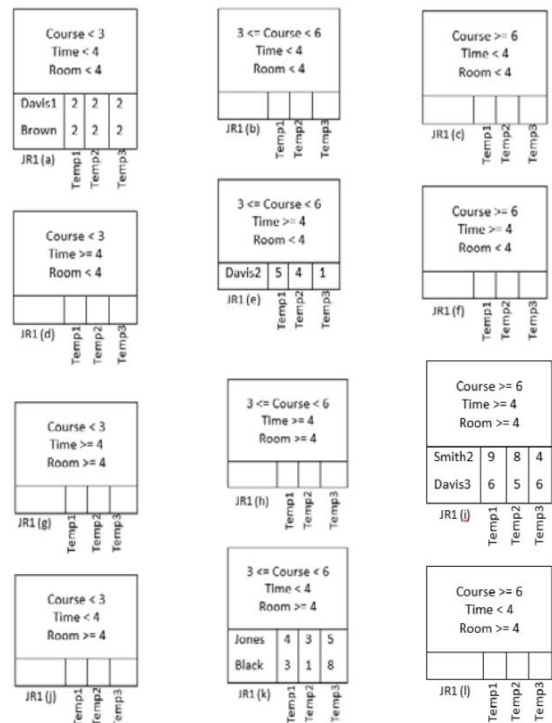 Course < 3
Time < 4
Room < 4
Davis1 2 2 2
Brown 2 2 2
JR1 (a) Temp1 Temp2 Temp3
3 <= Course < 6
Time < 4
Room < 4
JR1 (b) Temp1 Temp2 Temp3
Course >= 6
Time < 4
Room < 4
JR1 (c) Temp1 Temp2 Temp3
Course < 3
Time >= 4
Room < 4
JR1 (d) Temp1 Temp2 Temp3
3 <= Course < 6
Time >= 4
Room < 4
Davis2 5 4 1
JR1 (e) Temp1 Temp2 Temp3
Course >= 6
Time >= 4
Room < 4
JR1 (f) Temp1 Temp2 Temp3
Course < 3
Time >= 4
Room >= 4
JR1 (g) Temp1 Temp2 Temp3
3 <= Course < 6
Time >= 4
Room >= 4
JR1 (h) Temp1 Temp2 Temp3
Course >= 6
Time >= 4
Room >= 4
Smith2 9 8 4
Davis3 6 5 6
JR1 (i) Temp1 Temp2 Temp3
Course < 3
Time < 4
Room >= 4
JR1 (j) Temp1 Temp2 Temp3
3 <= Course < 6
Time < 4
Room >= 4
Jones 4 3 5
Black 3 1 8
JR1 (k) Temp1 Temp2 Temp3
Course >= 6
Time < 4
Room >= 4
JR1 (l) Temp1 Temp2 Temp3